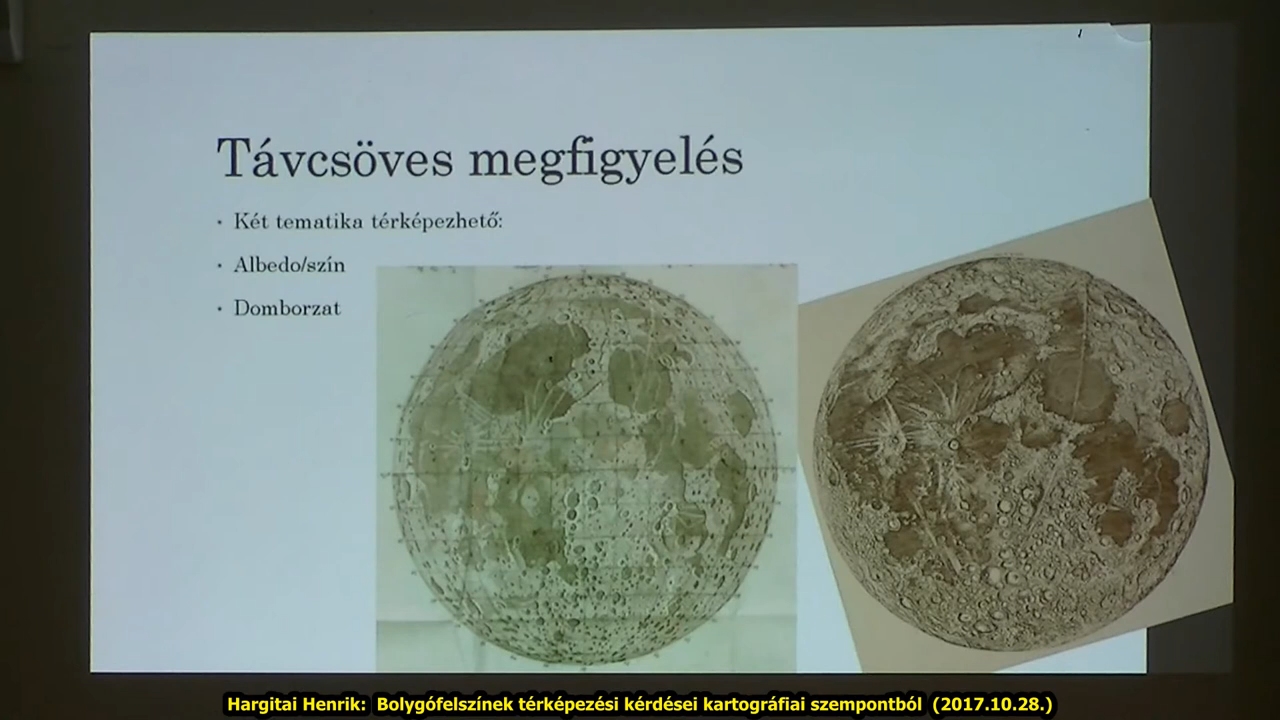 Távcsöves megfigyelés
• Két tematika térképezhető:
• Albedo/szín
• Domborzat
Hargitai Henrik: Bolygófelszínek térképezési kérdései kartográfiai szempontból (2017.10.28.)